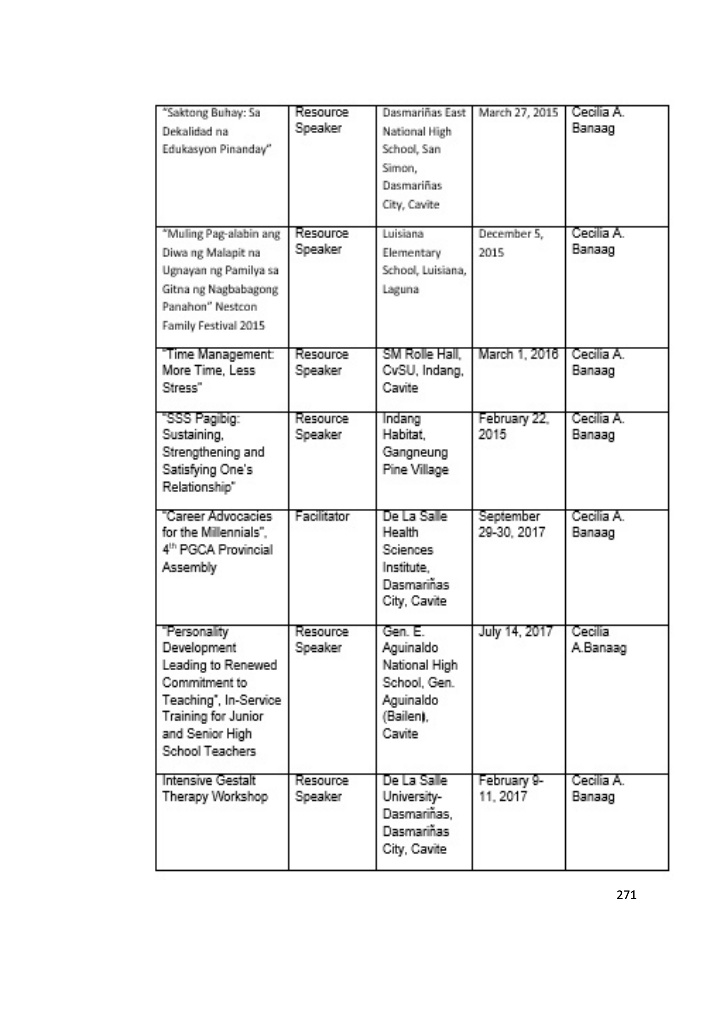 "Saktong Buhay: Sa
Dekalidad na
Edukasyon Pinanday"
Resource
Speaker
Dasmariñas East
National High
School, San
Simon,
Dasmariñas
City, Cavite
March 27, 2015
Cecilia A.
Banaag
"Muling Pag-alabin ang
Diwa ng Malapit na
Ugnayan ng Pamilya sa
Gitna ng Nagbabagong
Panahon" Nestcon
Family Festival 2015
Resource
Speaker
Luisiana
Elementary
School, Luisiana,
Laguna
December 5,
2015
Cecilia A.
Banaag
"Time Management:
More Time, Less
Stress"
Resource
Speaker
SM Rolle Hall,
CvSU, Indang,
Cavite
March 1, 2016
Cecilia A.
Banaag
"SSS Pagibig:
Sustaining,
Strengthening and
Satisfying One's
Relationship"
Resource
Speaker
Indang
Habitat,
Gangneung
Pine Village
February 22,
2015
Cecilia A.
Banaag
"Career Advocacies
for the Millennials",
4th PGCA Provincial
Assembly
Facilitator
De La Salle
Health
Sciences
Institute,
Dasmariñas
City, Cavite
September
29-30, 2017
Cecilia A.
Banaag
"Personality
Development
Leading to Renewed
Commitment to
Teaching", In-Service
Training for Junior
and Senior High
School Teachers
Resource
Speaker
Gen. E.
Aguinaldo
National High
School, Gen.
Aguinaldo
(Bailen),
Cavite
July 14, 2017
Cecilia
A.Banaag
Intensive Gestalt
Therapy Workshop
Resource
Speaker
De La Salle
University-
Dasmariñas,
Dasmariñas
City, Cavite
February 9-
11, 2017
Cecilia A.
Banaag
271